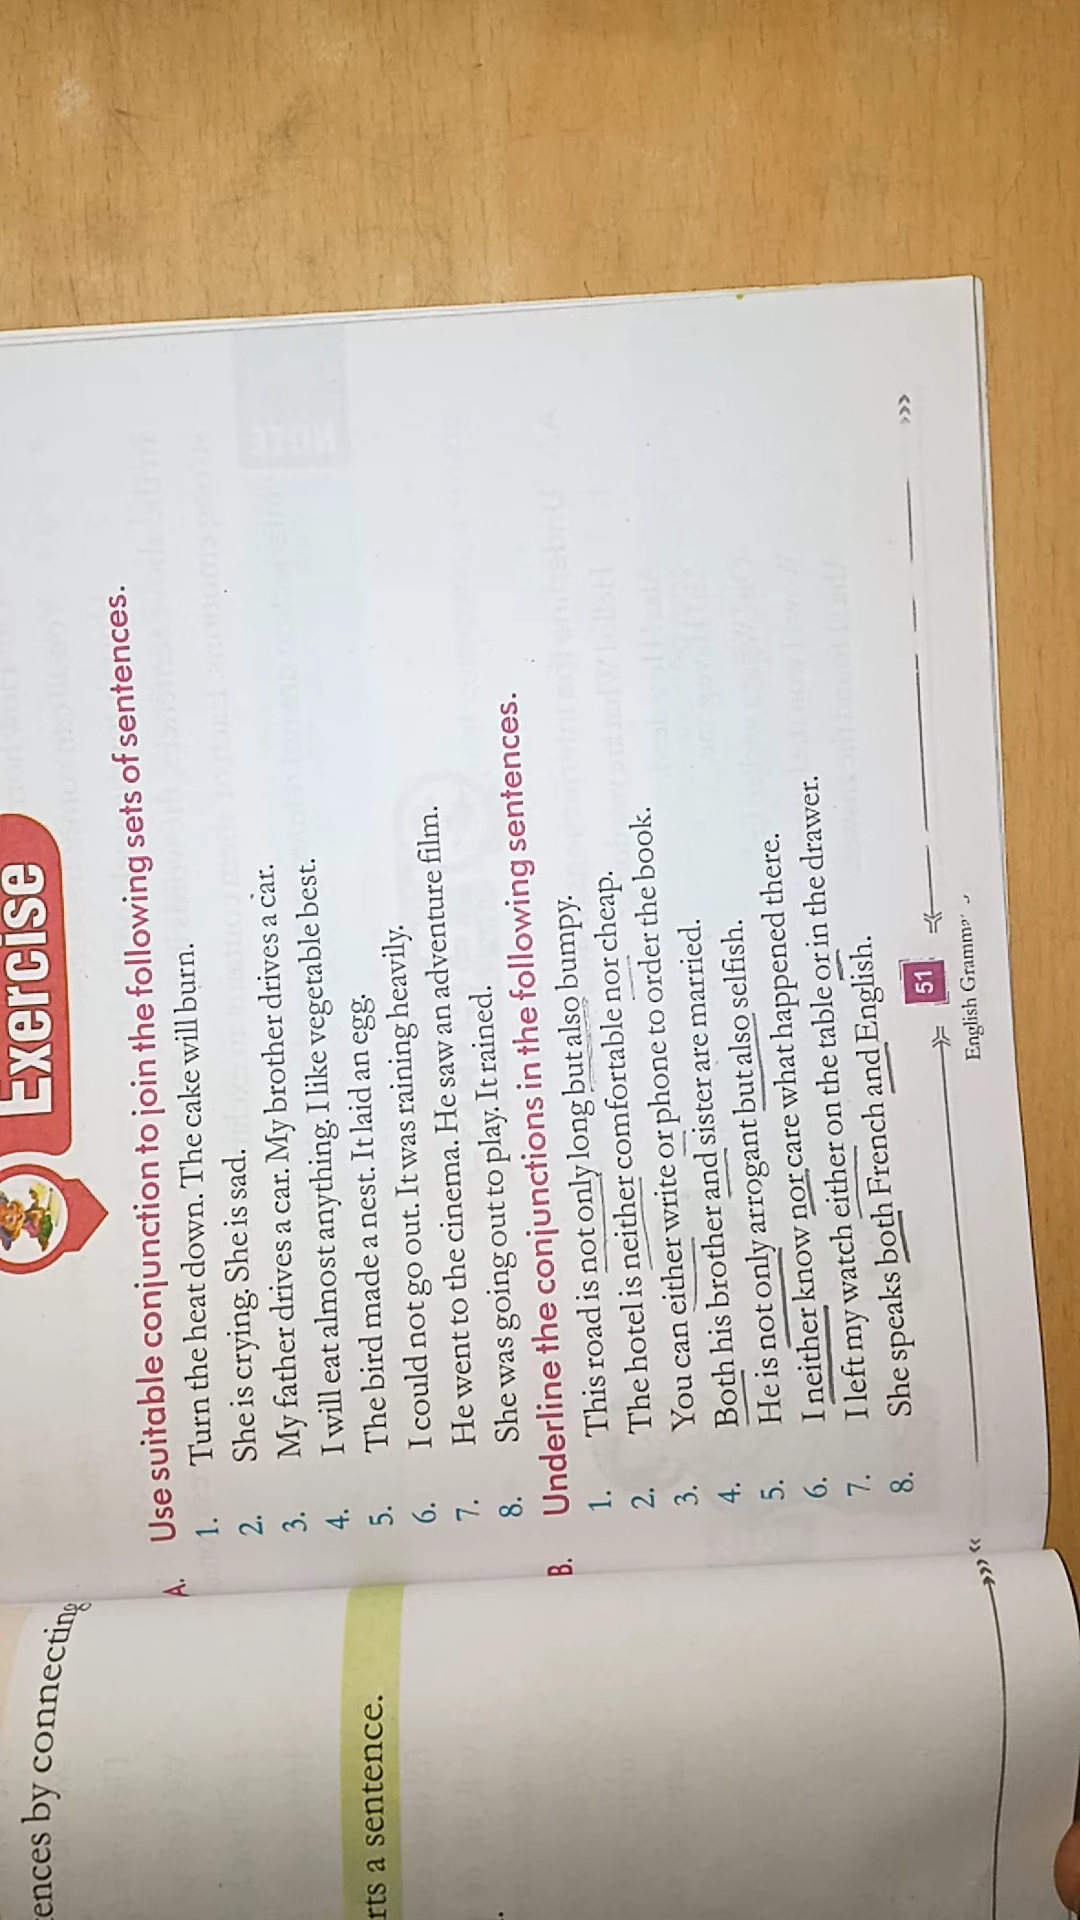 ences by connecting
rts a sentence.
Exercise
A. Use suitable conjunction to join the following sets of sentences.
1. Turn the heat down. The cake will burn.
2. She is crying. She is sad.
3. My father drives a car. My brother drives a car.
4. I will eat almost anything. I like vegetable best.
5. The bird made a nest. It laid an egg.
6. I could not go out. It was raining heavily.
7. He went to the cinema. He saw an adventure film.
8. She was going out to play. It rained.
B. Underline the conjunctions in the following sentences.
1. This road is not only long but also bumpy.
2. The hotel is neither comfortable nor cheap.
3. You can either write or phone to order the book.
4. Both his brother and sister are married.
5. He is not only arrogant but also selfish.
6. I neither know nor care what happened there.
7. I left my watch either on the table or in the drawer.
8. She speaks both French and English.
51
English